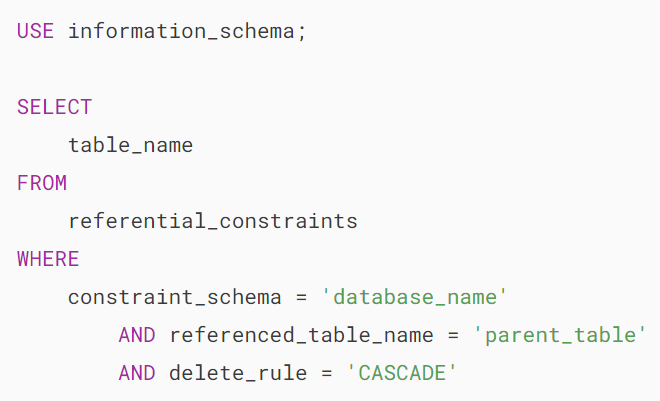 USE information_schema;
SELECT
table_name
FROM
referential_constraints
WHERE
constraint_schema = 'database_name'
AND referenced_table_name = 'parent_table'
AND delete_rule = 'CASCADE'